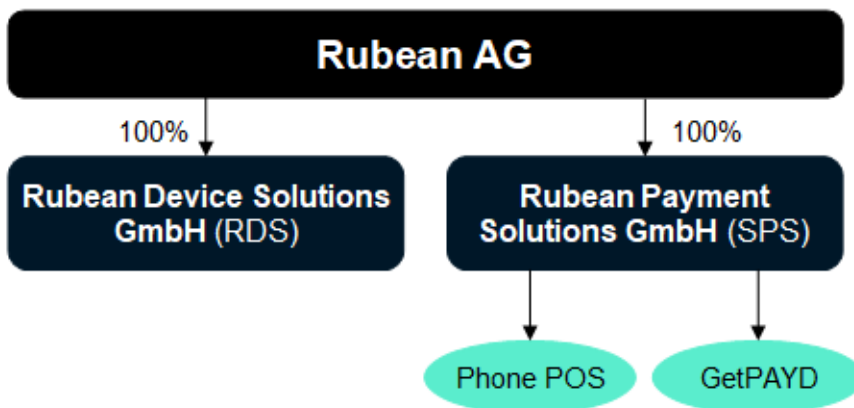 Rubean AG
100%
100%
Rubean Device Solutions
GmbH (RDS)
Rubean Payment
Solutions GmbH (SPS)
Phone POS
GetPAYD